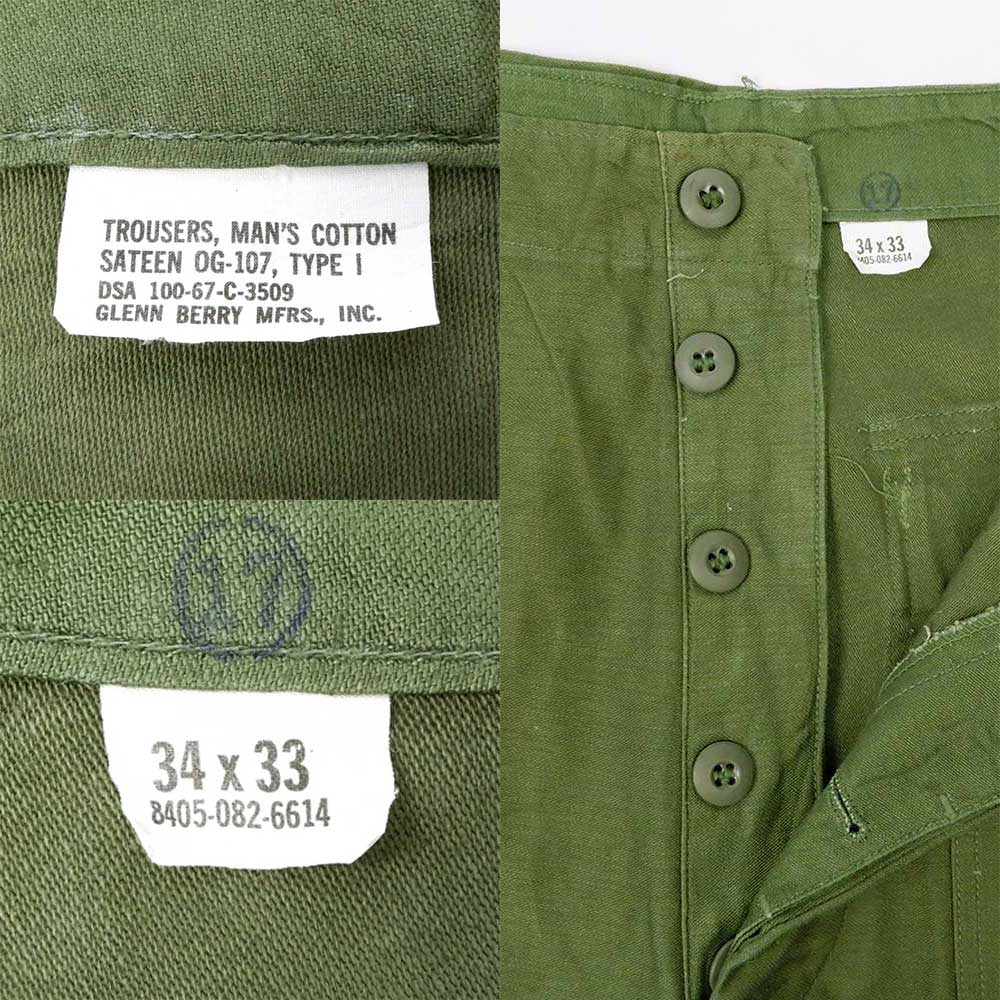 TROUSERS, MAN'S COTTON
SATEEN OG-107, TYPE I
DSA 100-67-C-3509
GLENN BERRY MFRS., INC.
17
34 x 33
8405-082-6614
17
34 x 33
8405-082-6614